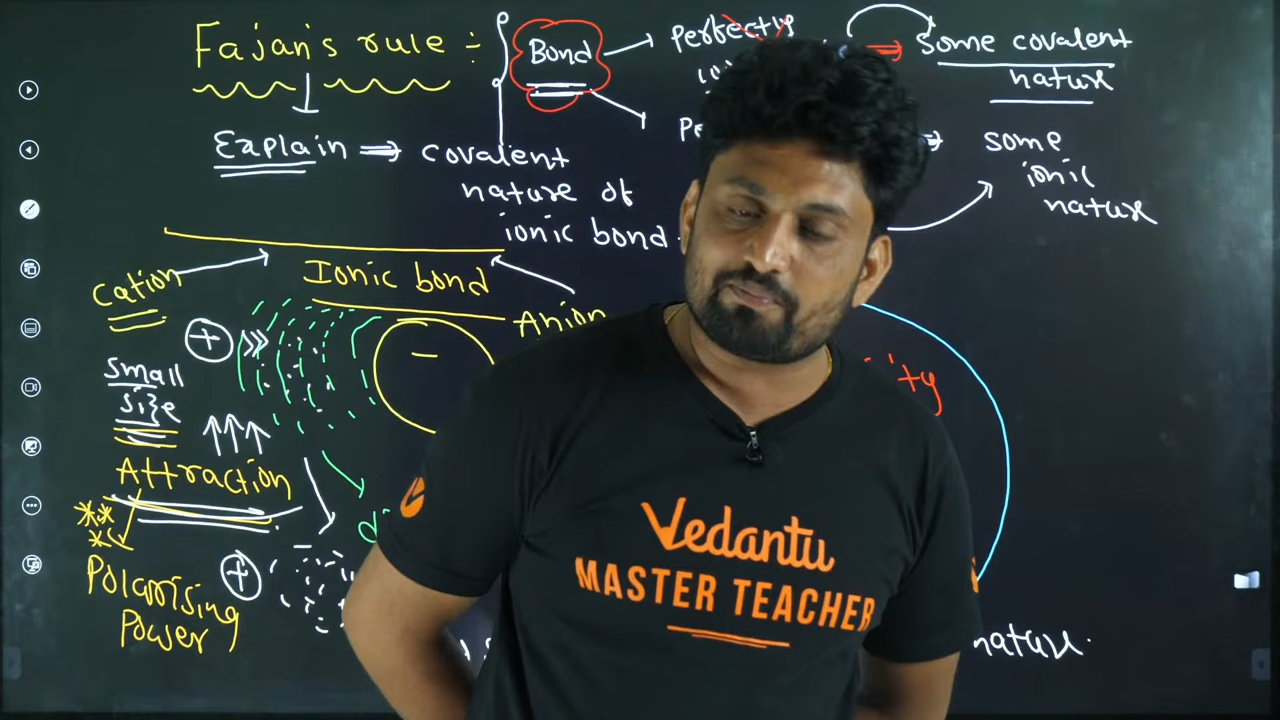 Fajan's rule ÷
Bond
perfectly
some covalent
nature
Explain ⇒ covalent
nature of
ionic bond.
some
ionic
nature
Cation
Ionic bond
Anion
+
−
small
size
Attraction
Polarising
Power
+
nature.
Vedantu
MASTER TEACHER